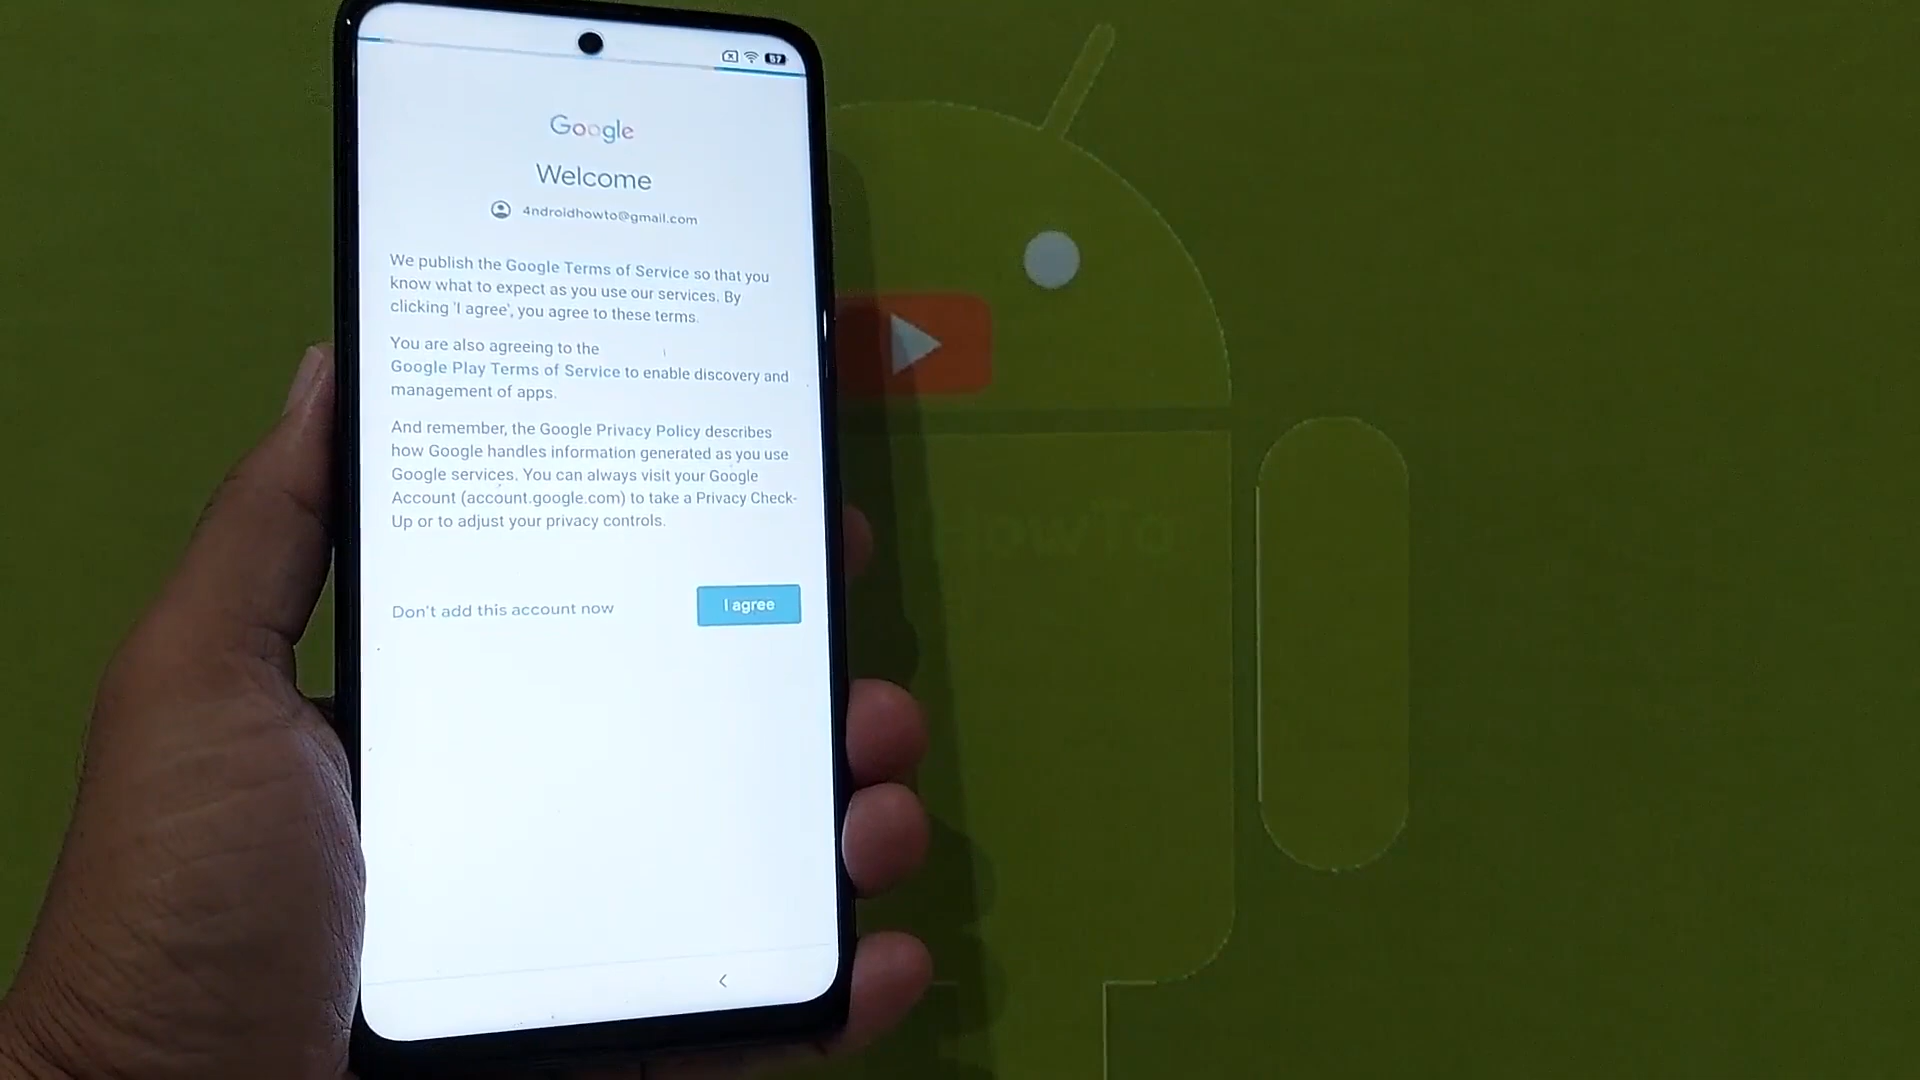 57
Google
Welcome
4ndroidhowto@gmail.com
We publish the Google Terms of Service so that you
know what to expect as you use our services. By
clicking 'I agree', you agree to these terms.
You are also agreeing to the
Google Play Terms of Service to enable discovery and
management of apps.
And remember, the Google Privacy Policy describes
how Google handles information generated as you use
Google services. You can always visit your Google
Account (account.google.com) to take a Privacy Check-
Up or to adjust your privacy controls.
Don't add this account now
I agree
HowTo